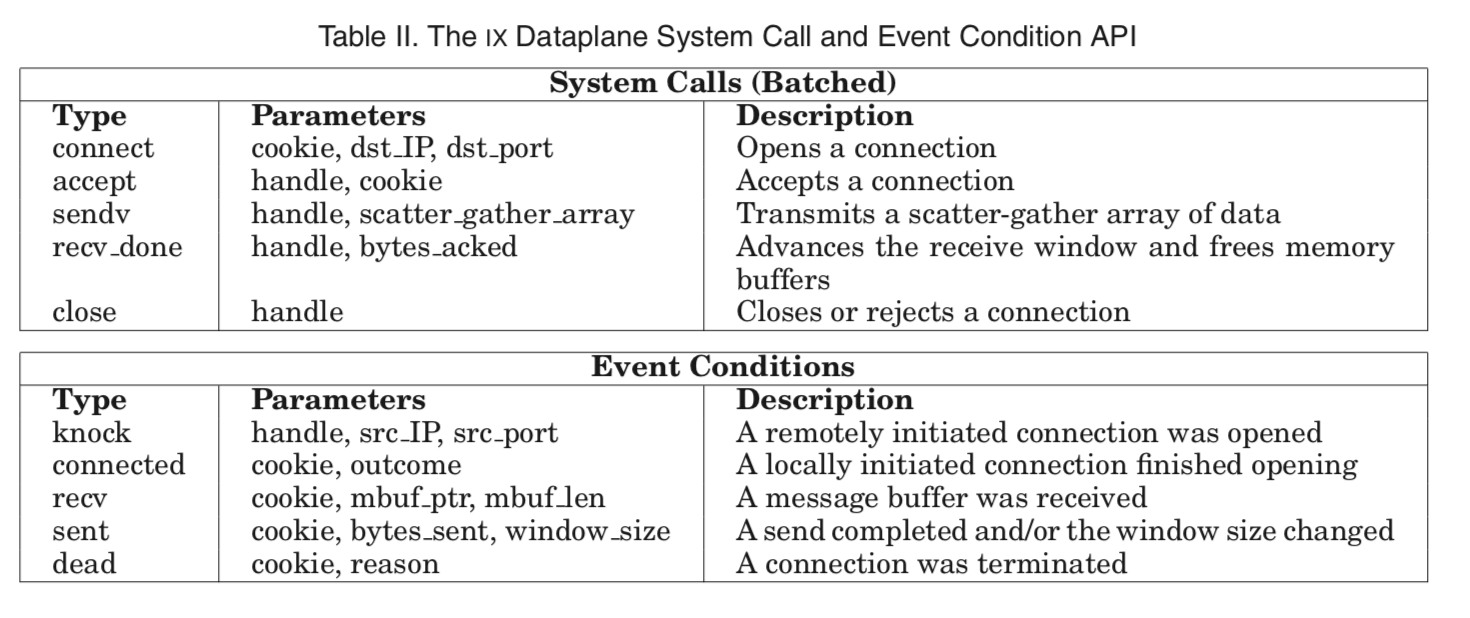 Table II. The IX Dataplane System Call and Event Condition API
System Calls (Batched)
Type Parameters Description
connect cookie, dst_IP, dst_port Opens a connection
accept handle, cookie Accepts a connection
sendv handle, scatter_gather_array Transmits a scatter-gather array of data
recv_done handle, bytes_acked Advances the receive window and frees memory
buffers
close handle Closes or rejects a connection
Event Conditions
Type Parameters Description
knock handle, src_IP, src_port A remotely initiated connection was opened
connected cookie, outcome A locally initiated connection finished opening
recv cookie, mbuf_ptr, mbuf_len A message buffer was received
sent cookie, bytes_sent, window_size A send completed and/or the window size changed
dead cookie, reason A connection was terminated